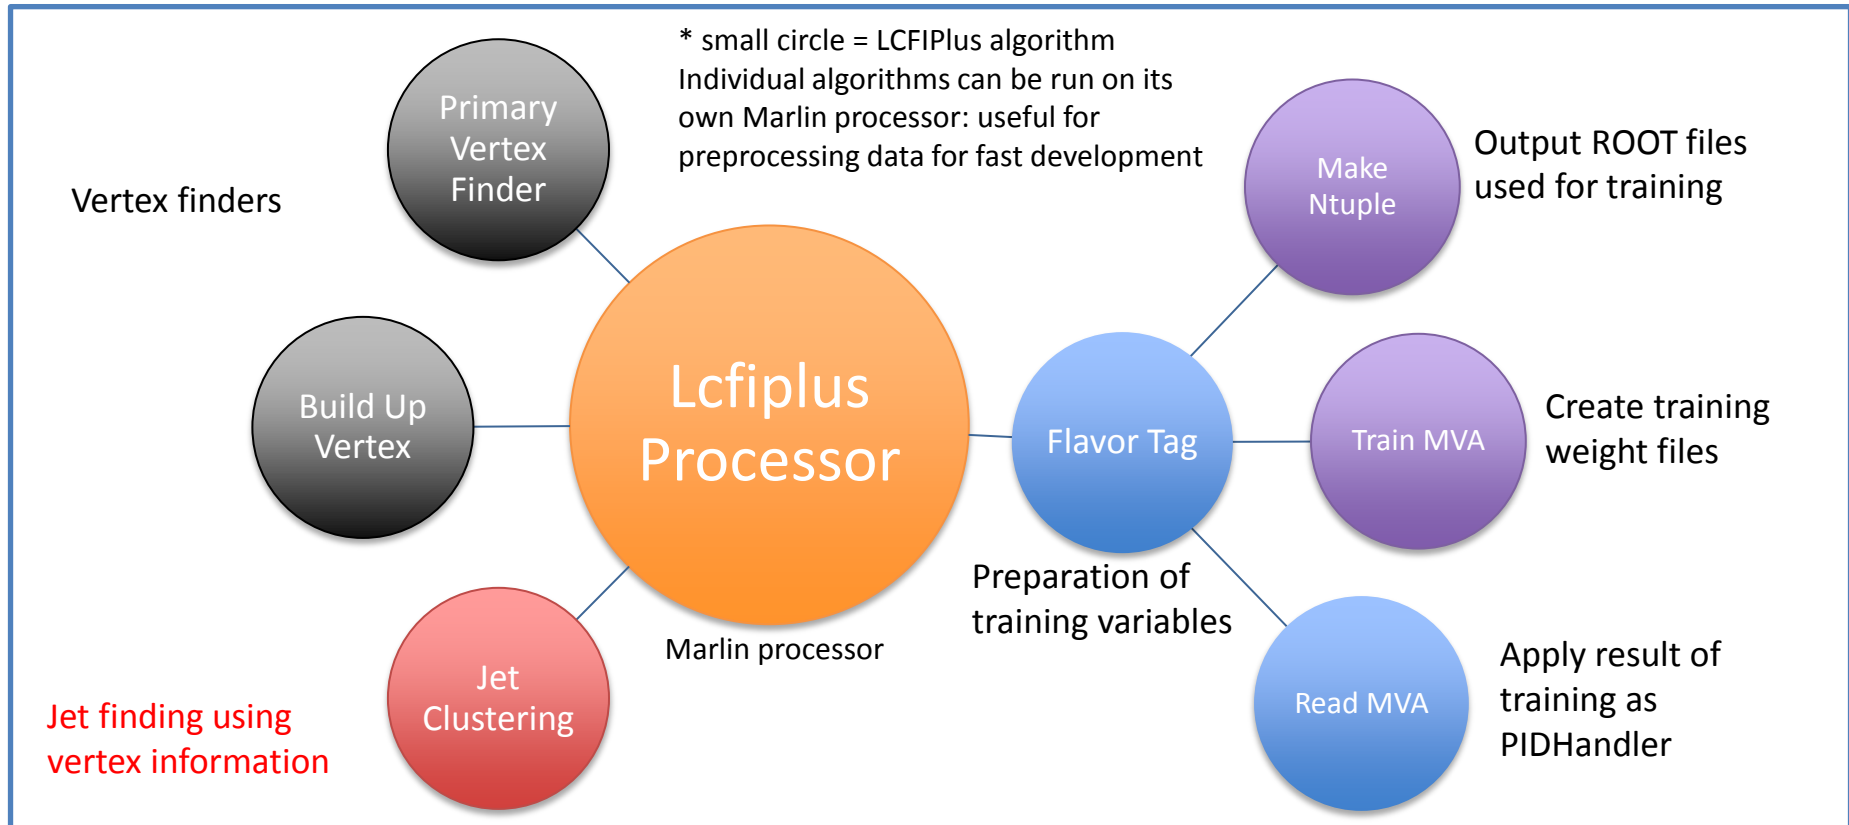 * small circle = LCFIPlus algorithm
Individual algorithms can be run on its
own Marlin processor: useful for
preprocessing data for fast development
Primary
Vertex
Finder
Vertex finders
Build Up
Vertex
Jet
Clustering
Jet finding using
vertex information
Lcfiplus
Processor
Marlin processor
Flavor Tag
Preparation of
training variables
Make
Ntuple
Output ROOT files
used for training
Train MVA
Create training
weight files
Read MVA
Apply result of
training as
PIDHandler